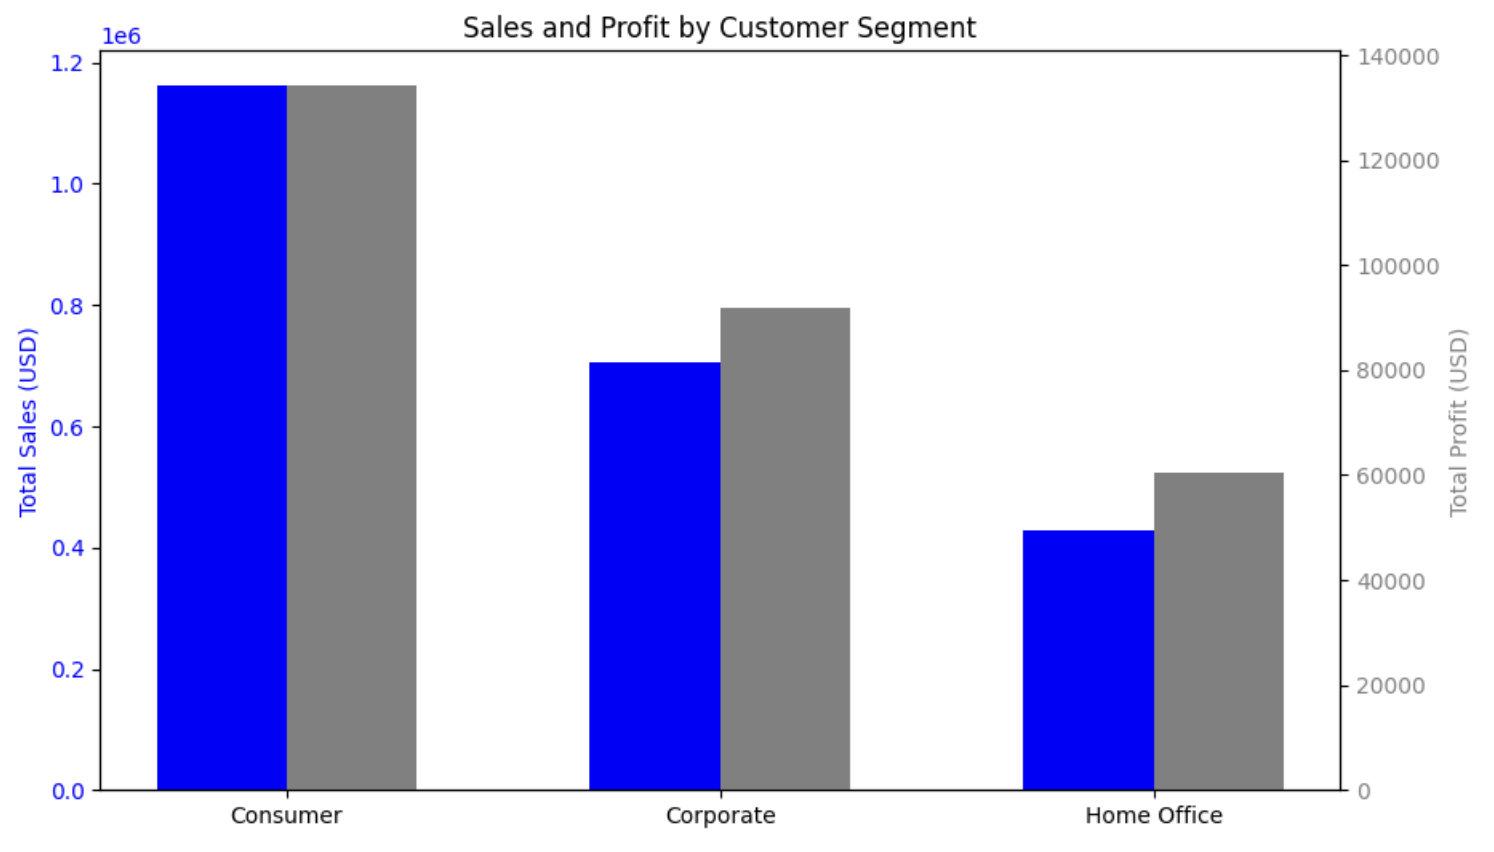 Sales and Profit by Customer Segment
1e6
1.2
1.0
0.8
0.6
0.4
0.2
0.0
Total Sales (USD)
140000
120000
100000
80000
60000
40000
20000
0
Total Profit (USD)
Consumer
Corporate
Home Office